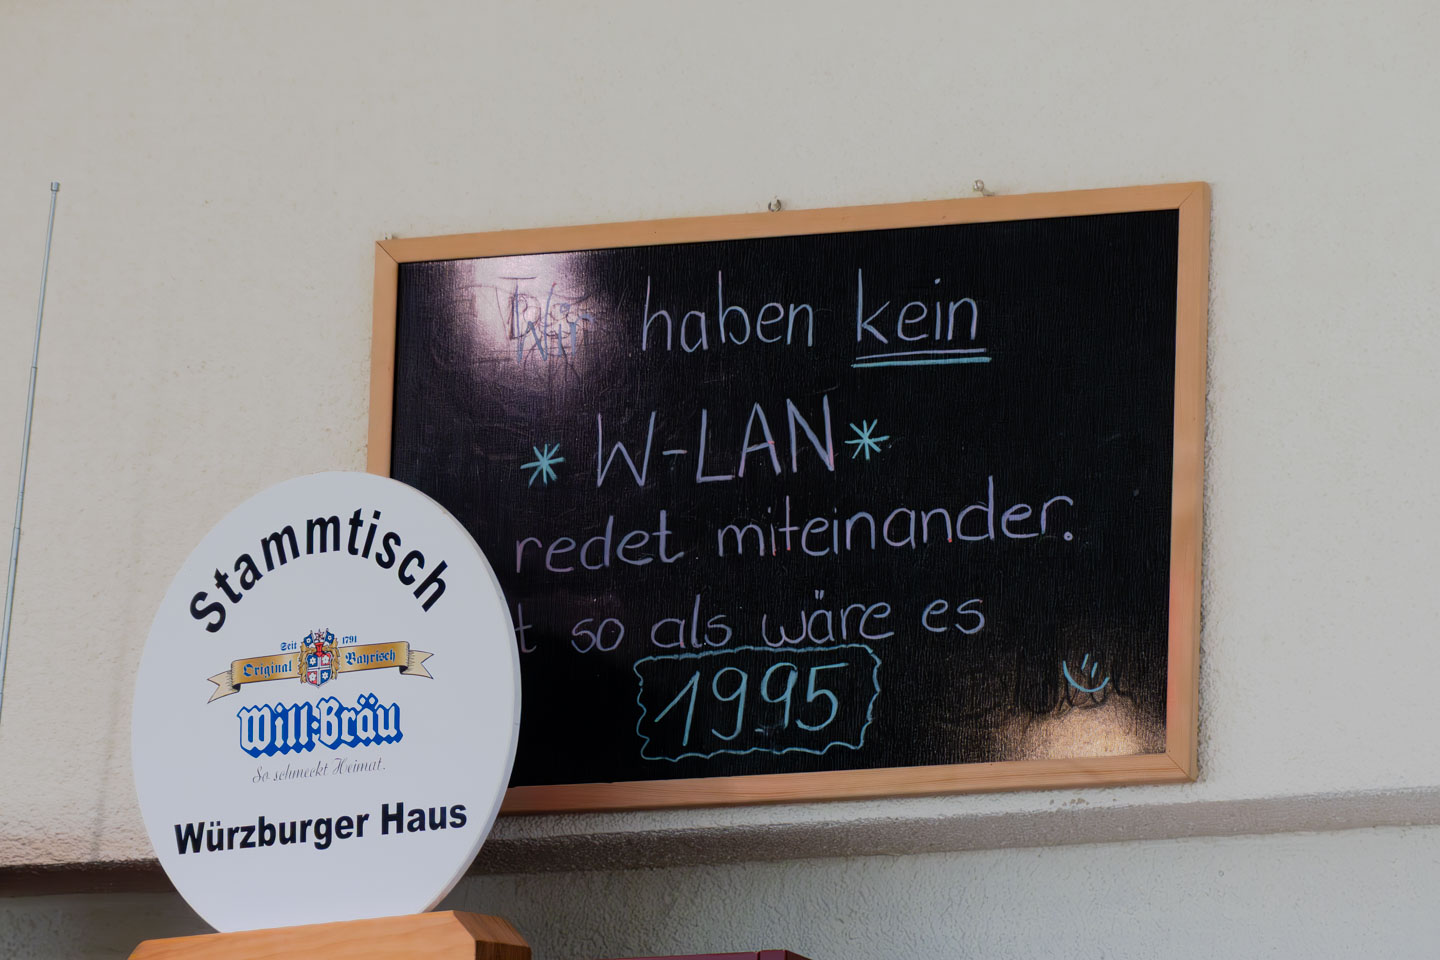 Wir haben kein
* W-LAN *
redet miteinander.
t so als wäre es
1995
Stammtisch
Seit 1791
Original Bayrisch
Will-Bräu
So schmeckt Heimat.
Würzburger Haus